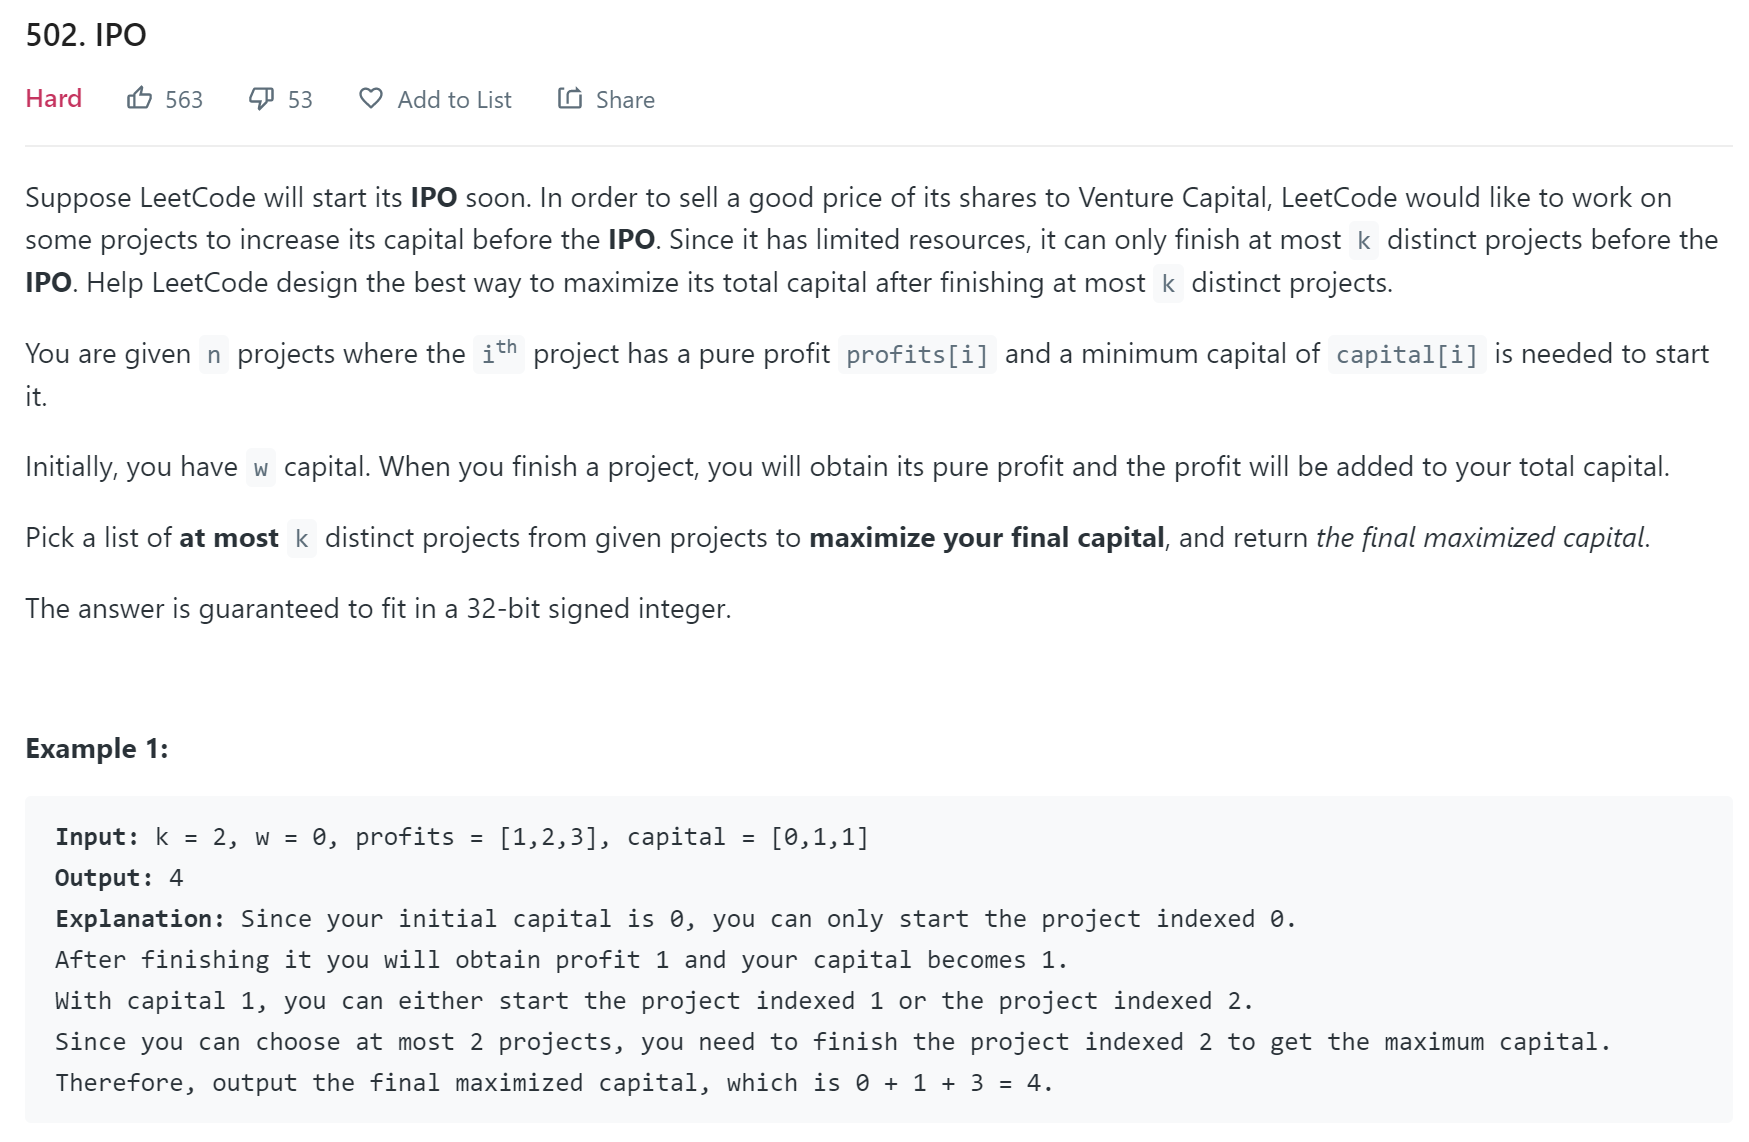 502. IPO
Hard 563 53 Add to List Share
Suppose LeetCode will start its IPO soon. In order to sell a good price of its shares to Venture Capital, LeetCode would like to work on
some projects to increase its capital before the IPO. Since it has limited resources, it can only finish at most k distinct projects before the
IPO. Help LeetCode design the best way to maximize its total capital after finishing at most k distinct projects.
You are given n projects where the ith project has a pure profit profits[i] and a minimum capital of capital[i] is needed to start
it.
Initially, you have w capital. When you finish a project, you will obtain its pure profit and the profit will be added to your total capital.
Pick a list of at most k distinct projects from given projects to maximize your final capital, and return the final maximized capital.
The answer is guaranteed to fit in a 32-bit signed integer.
Example 1:
Input: k = 2, w = 0, profits = [1,2,3], capital = [0,1,1]
Output: 4
Explanation: Since your initial capital is 0, you can only start the project indexed 0.
After finishing it you will obtain profit 1 and your capital becomes 1.
With capital 1, you can either start the project indexed 1 or the project indexed 2.
Since you can choose at most 2 projects, you need to finish the project indexed 2 to get the maximum capital.
Therefore, output the final maximized capital, which is 0 + 1 + 3 = 4.